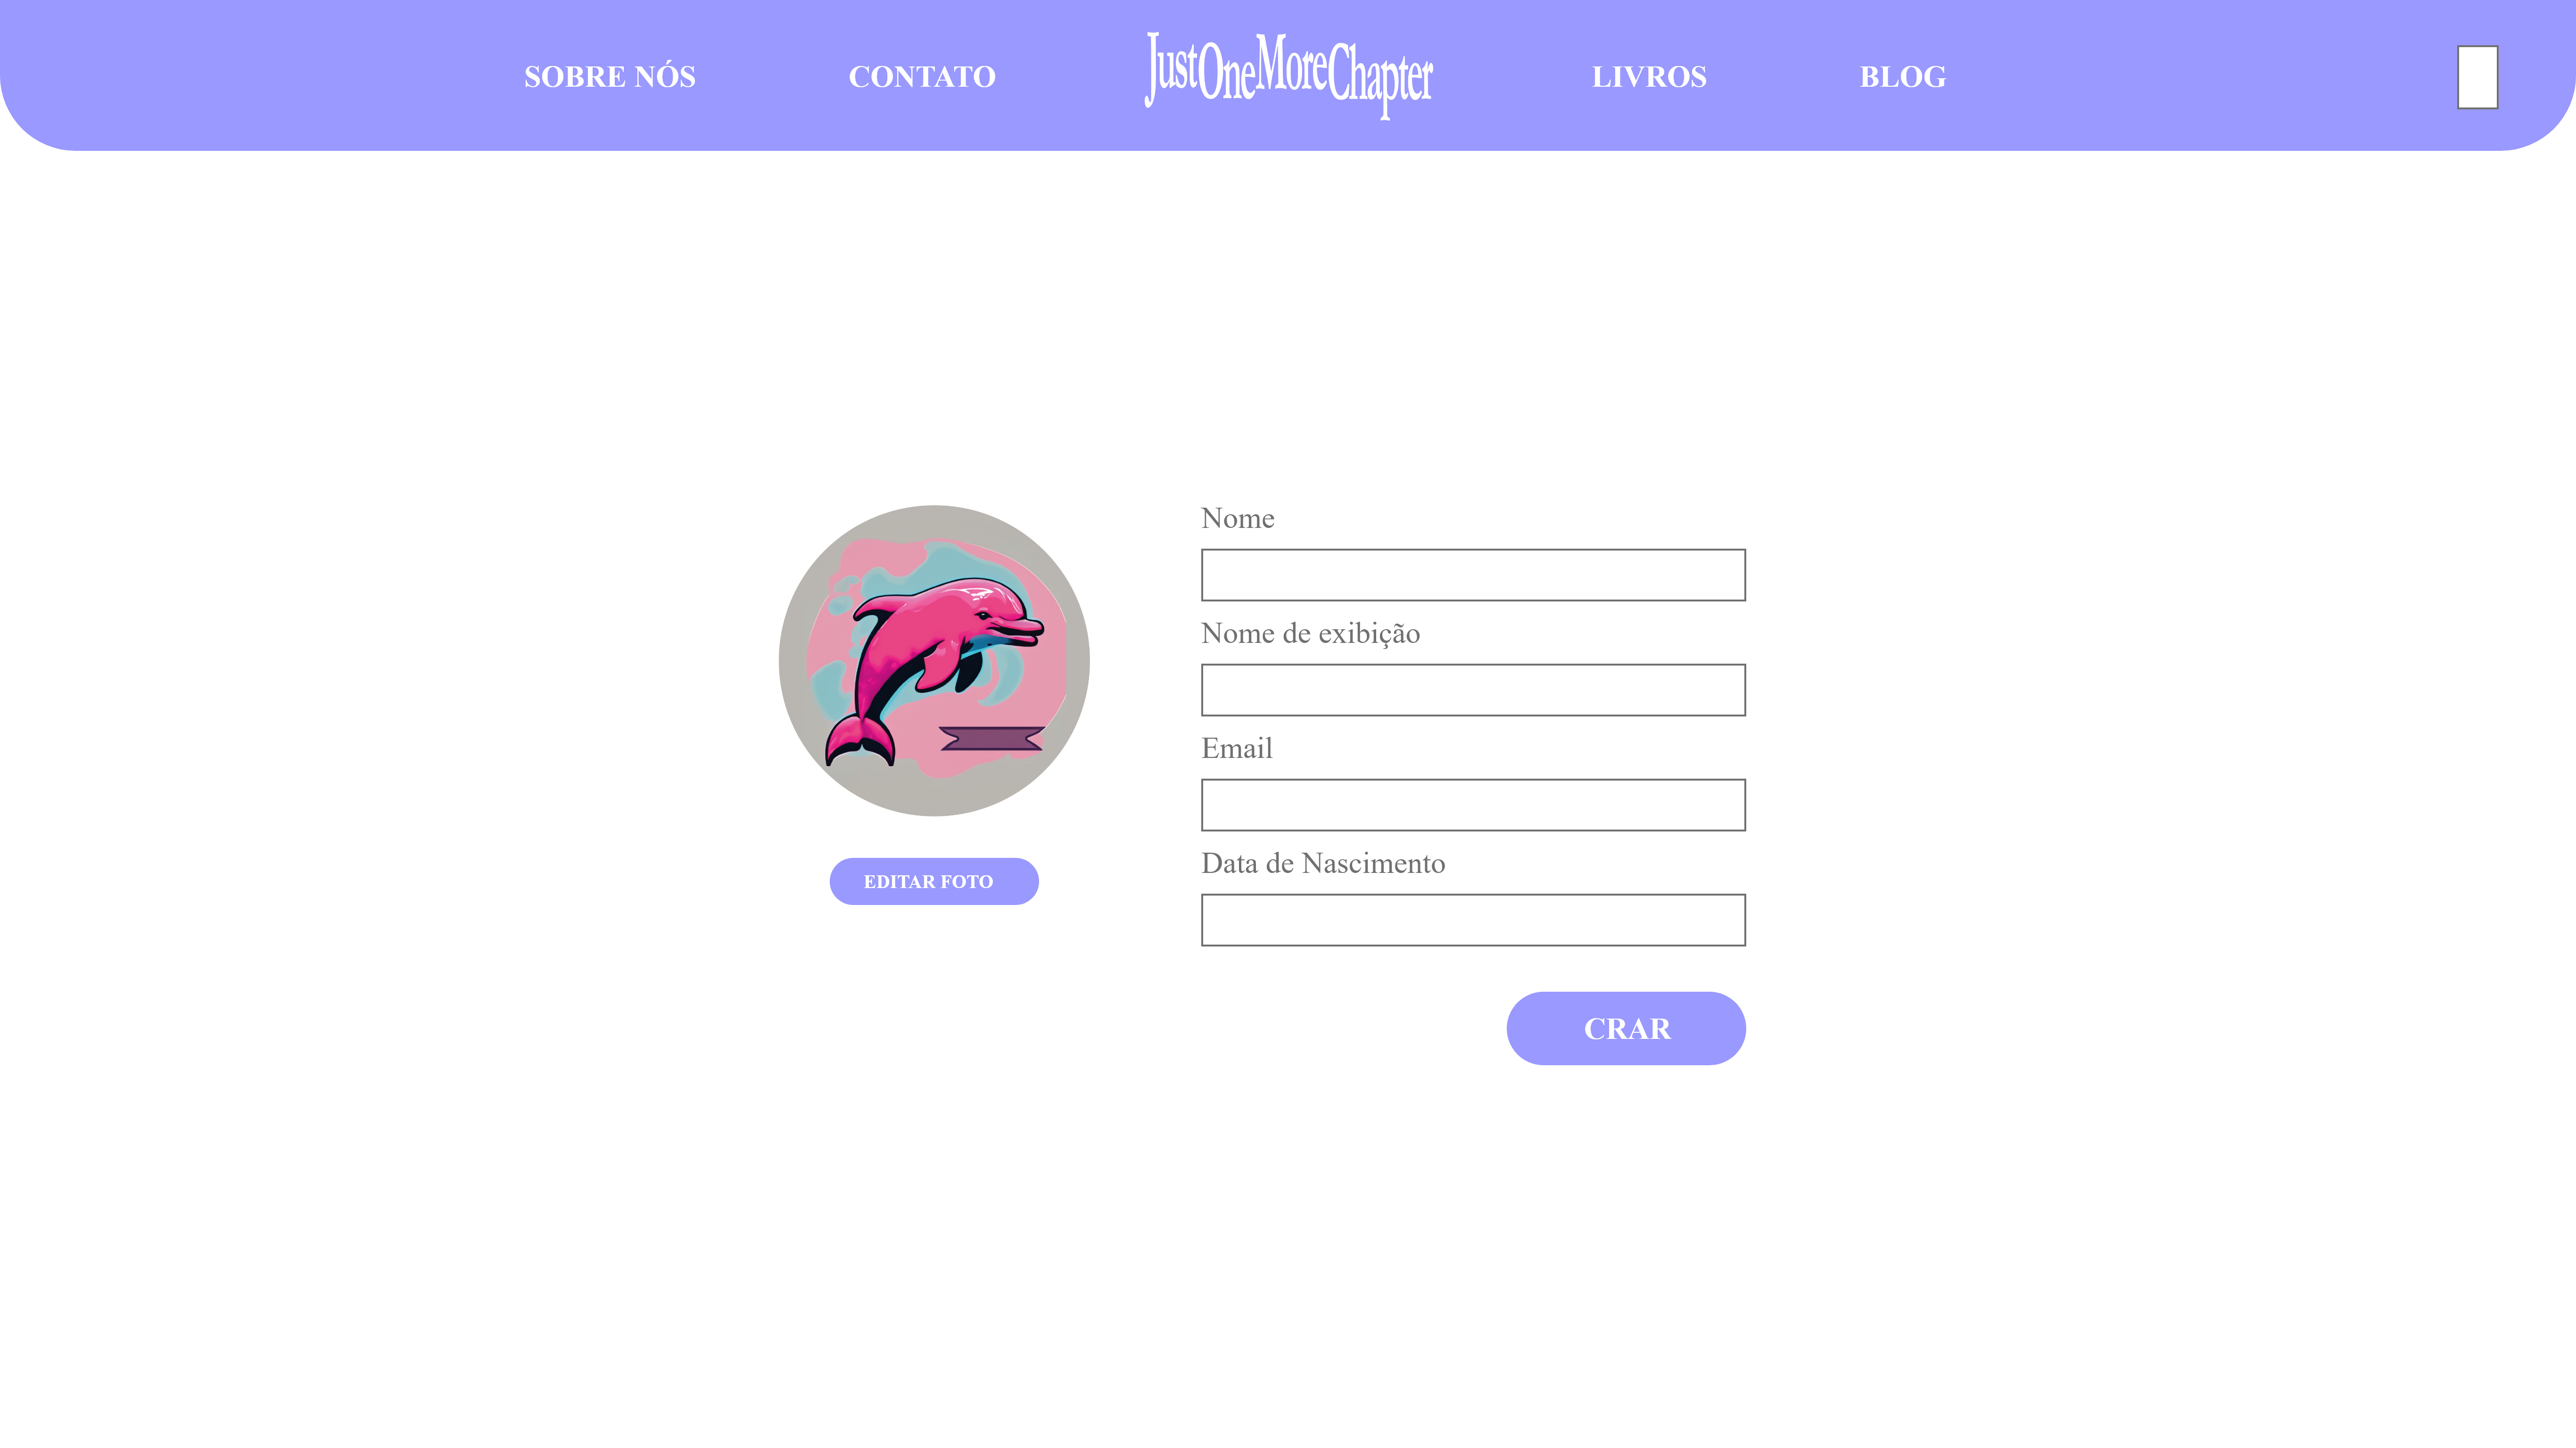 SOBRE NÓS
CONTATO
JustOneMoreChapter
LIVROS
BLOG
Nome
Nome de exibição
Email
Data de Nascimento
EDITAR FOTO
CRAR